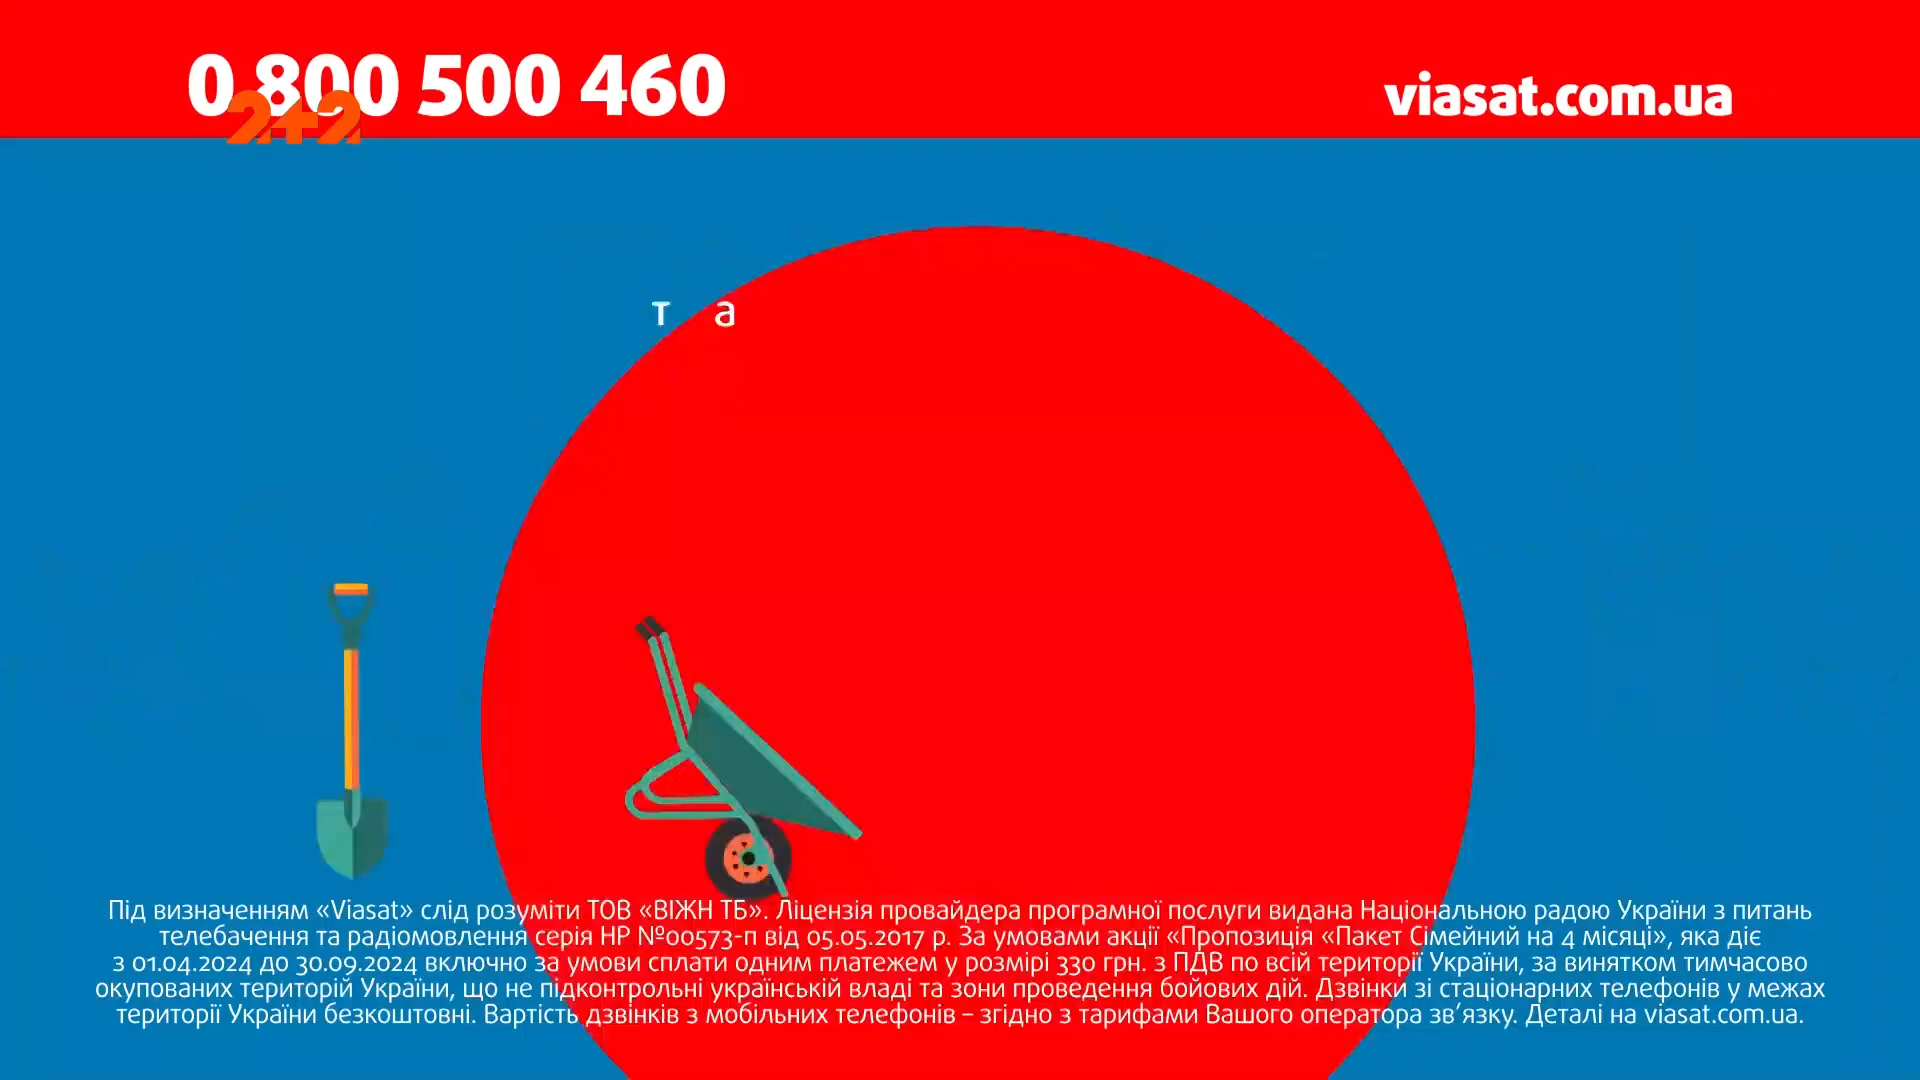 0 800 500 460
viasat.com.ua
2+2
т а
Під визначенням «Viasat» слід розуміти ТОВ «ВІЖН ТБ». Ліцензія провайдера програмної послуги видана Національною радою України з питань
телебачення та радіомовлення серія НР №00573-п від 05.05.2017 р. За умовами акції «Пропозиція «Пакет Сімейний на 4 місяці», яка діє
з 01.04.2024 до 30.09.2024 включно за умови сплати одним платежем у розмірі 330 грн. з ПДВ по всій території України, за винятком тимчасово
окупованих територій України, що не підконтрольні українській владі та зони проведення бойових дій. Дзвінки зі стаціонарних телефонів у межах
території України безкоштовні. Вартість дзвінків з мобільних телефонів – згідно з тарифами Вашого оператора зв’язку. Деталі на viasat.com.ua.